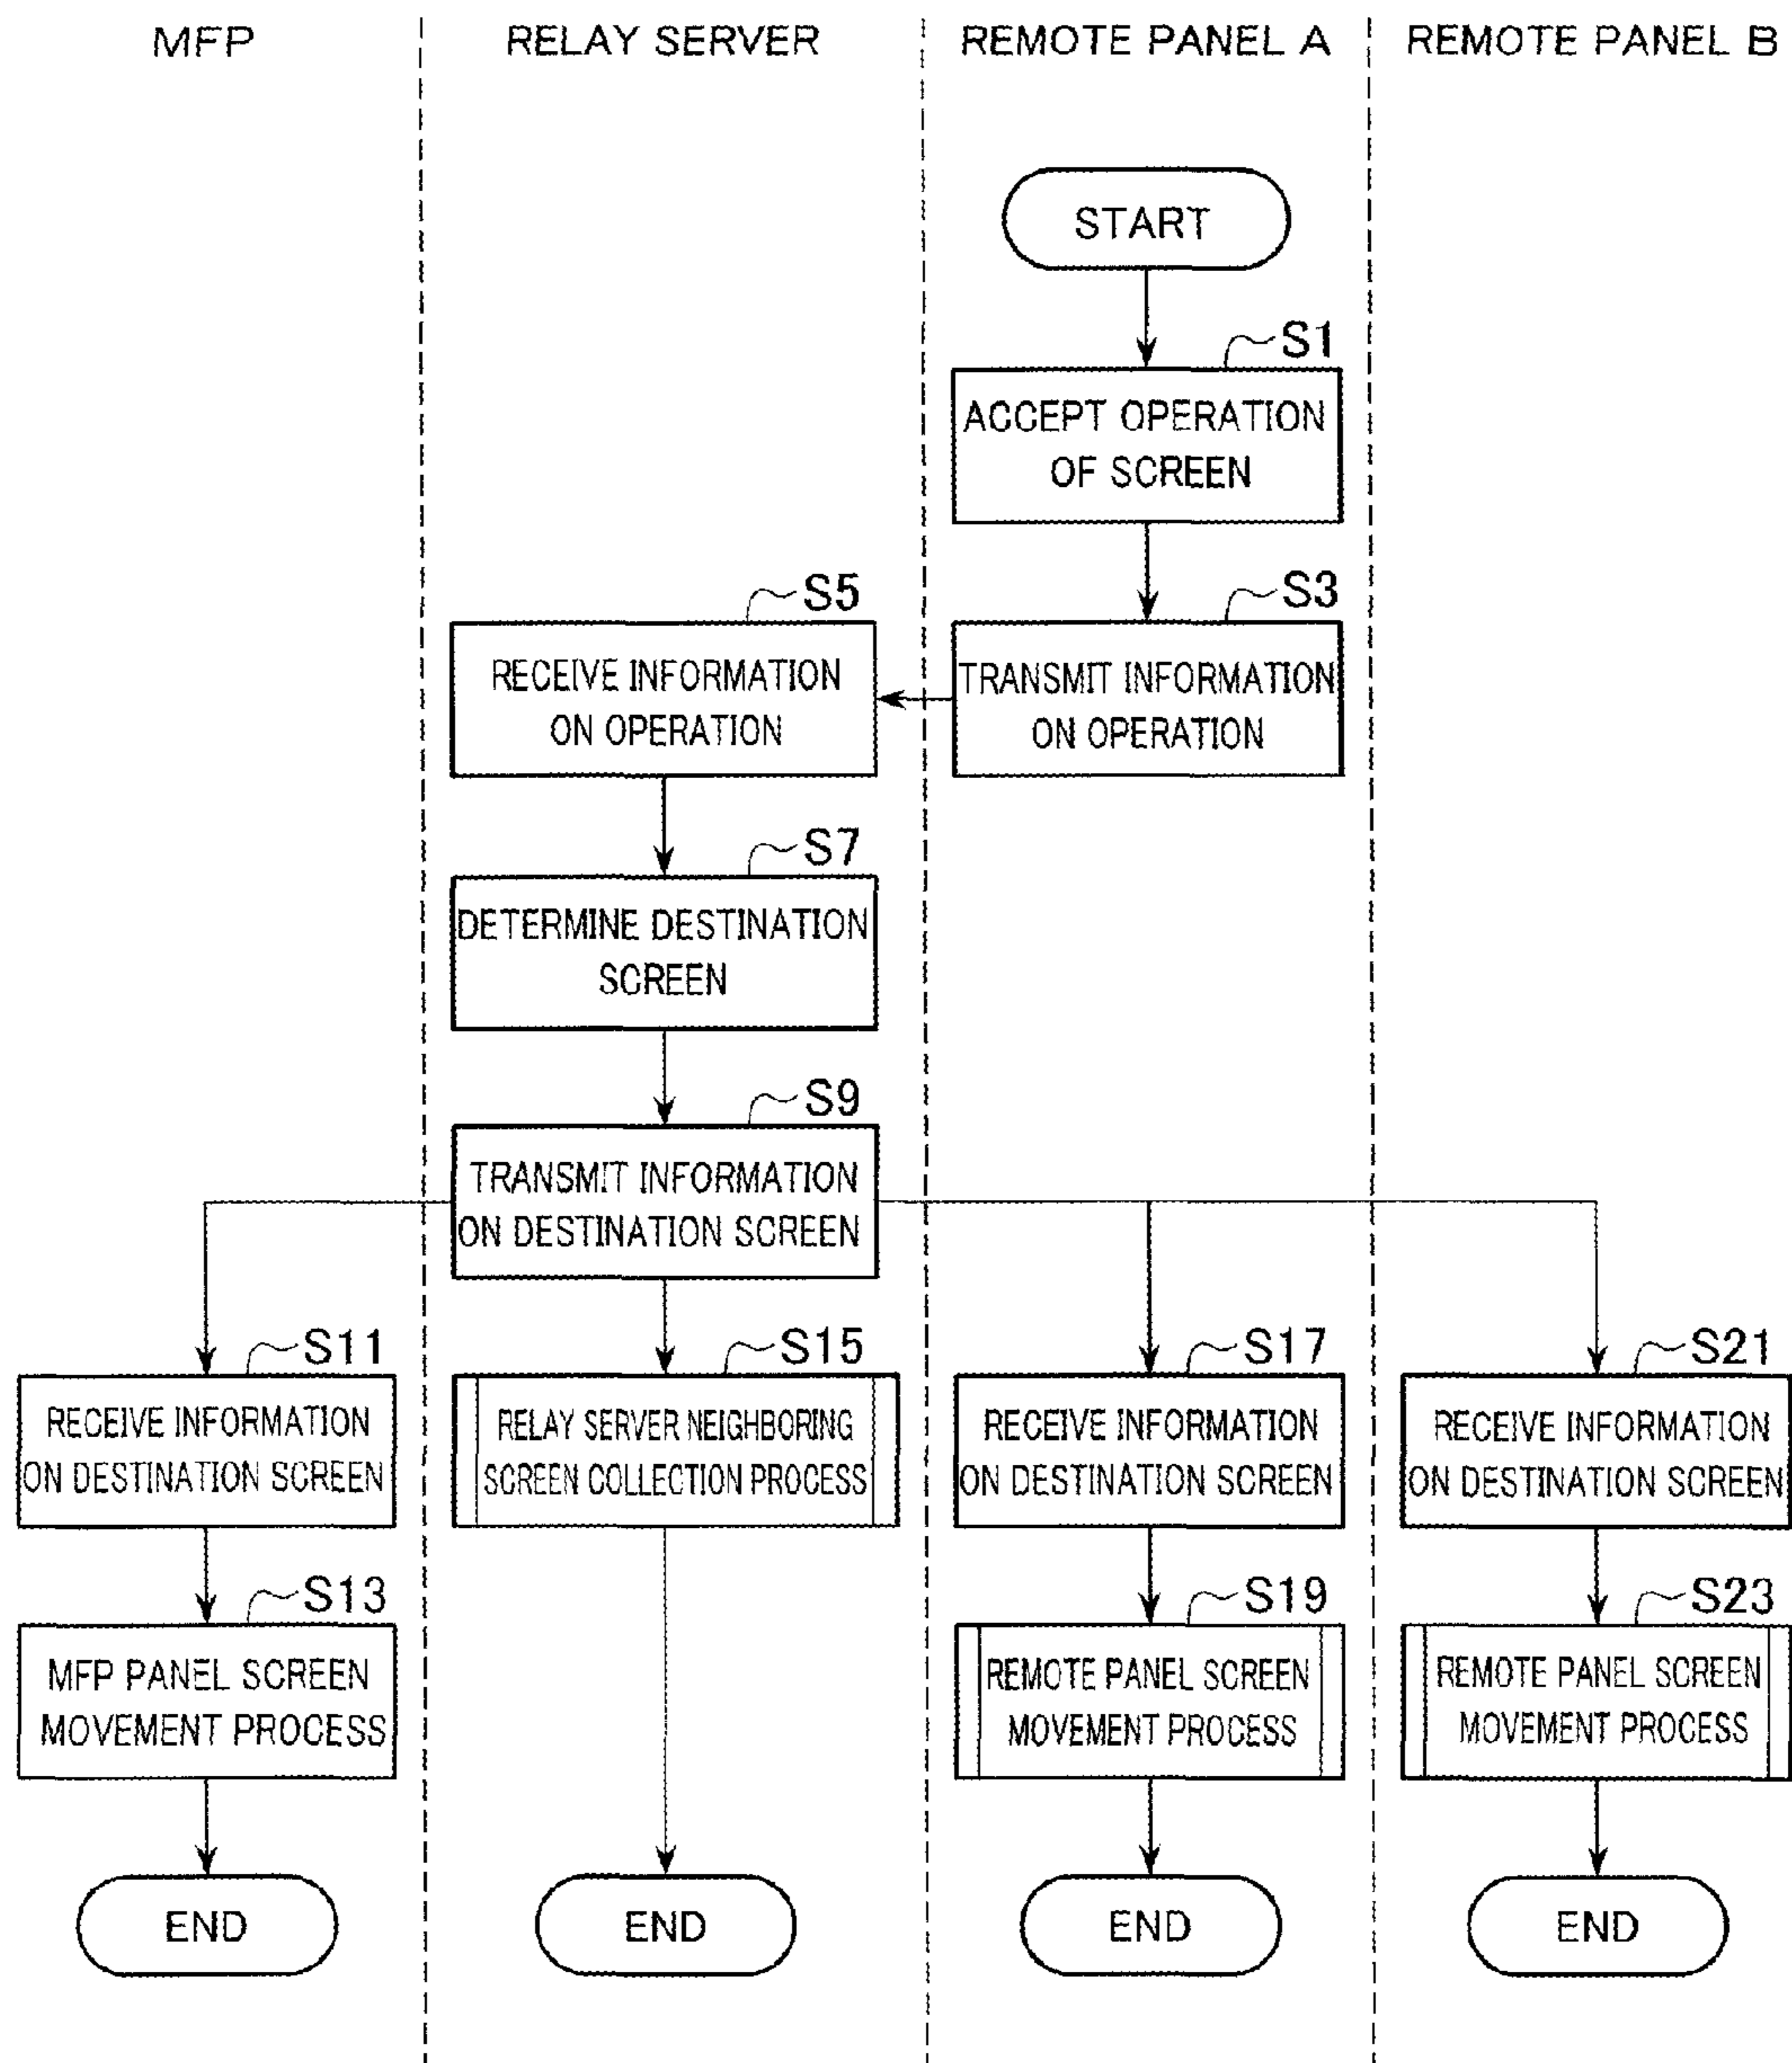 MFP
RELAY SERVER
REMOTE PANEL A
REMOTE PANEL B
START
S1
ACCEPT OPERATION
OF SCREEN
S3
TRANSMIT INFORMATION
ON OPERATION
S5
RECEIVE INFORMATION
ON OPERATION
S7
DETERMINE DESTINATION
SCREEN
S9
TRANSMIT INFORMATION
ON DESTINATION SCREEN
S11
RECEIVE INFORMATION
ON DESTINATION SCREEN
S13
MFP PANEL SCREEN
MOVEMENT PROCESS
END
S15
RELAY SERVER NEIGHBORING
SCREEN COLLECTION PROCESS
END
S17
RECEIVE INFORMATION
ON DESTINATION SCREEN
S19
REMOTE PANEL SCREEN
MOVEMENT PROCESS
END
S21
RECEIVE INFORMATION
ON DESTINATION SCREEN
S23
REMOTE PANEL SCREEN
MOVEMENT PROCESS
END